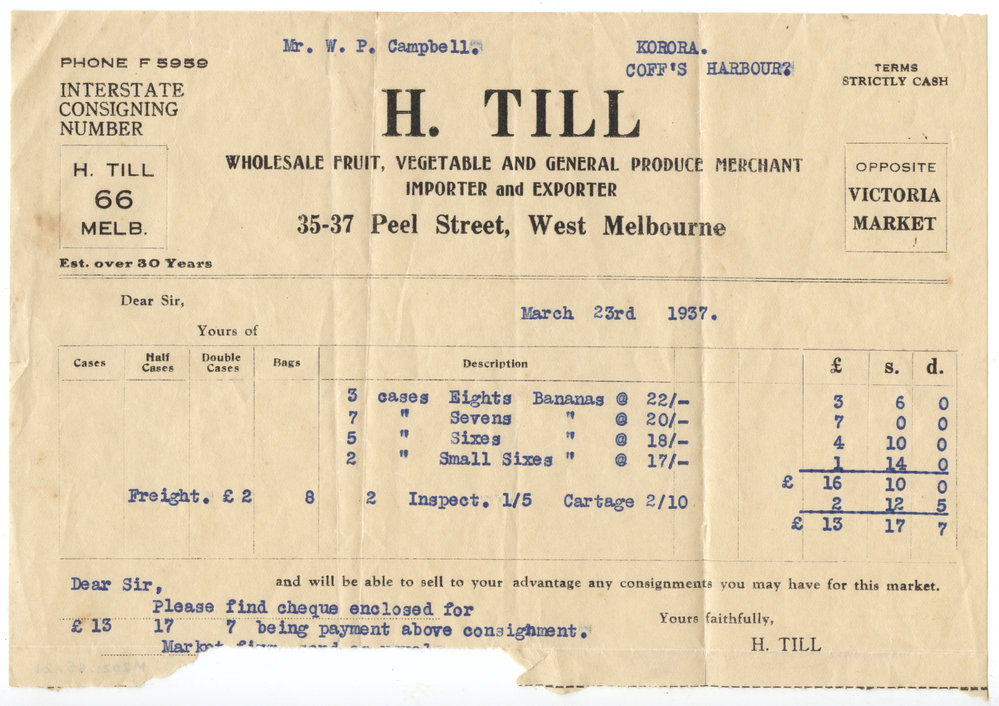 Mr. W. P. Campbell. KORORA.
COFF'S HARBOUR?
PHONE F 5959
TERMS
STRICTLY CASH
INTERSTATE
CONSIGNING
NUMBER
H. TILL
WHOLESALE FRUIT, VEGETABLE AND GENERAL PRODUCE MERCHANT
IMPORTER and EXPORTER
35-37 Peel Street, West Melbourne
H. TILL
66
MELB.
OPPOSITE
VICTORIA
MARKET
Est. over 30 Years
Dear Sir,
March 23rd 1937.
Yours of
Cases Half Cases Double Cases Bags Description £ s. d.
3 cases Eights Bananas @ 22/- 3 6 0
7 " Sevens " @ 20/- 7 0 0
5 " Sixes " @ 18/- 4 10 0
2 " Small Sixes " @ 17/- 1 14 0
£ 16 10 0
Freight. £ 2 8 2 Inspect. 1/5 Cartage 2/10 2 12 5
£ 13 17 7
Dear Sir, and will be able to sell to your advantage any consignments you may have for this market.
Please find cheque enclosed for
£ 13 17 7 being payment above consignment.
Yours faithfully,
H. TILL
Market